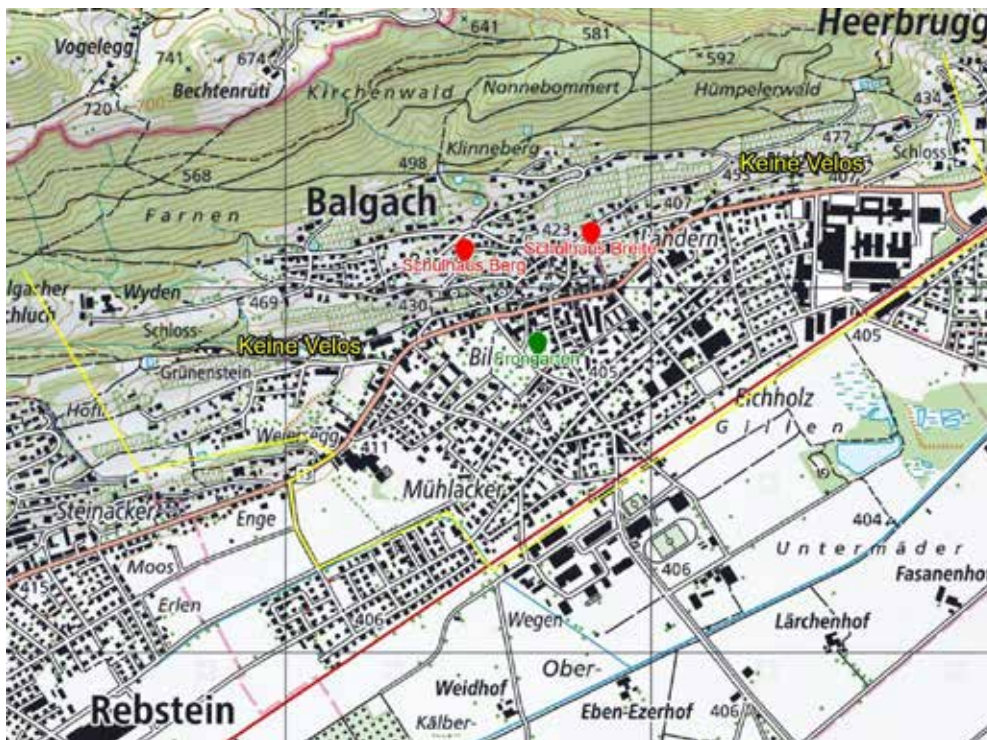 641
581
Heerbrugg
Vogelegg
741
674
592
Bechtenrüti
Kirchenwald
Nonnebommert
Hümpelerwald
720
700
434
477
Klinneberg
498
Keine Velos
Schloss
568
407
407
Balgach
Farnen
423
Schulhaus Breite
Schulhaus Berg
Wyden
469
430
Schloss-
405
Keine Velos
Frongarten
Grünenstein
405
Eichholz
Höfli
Gillen
Weieregg
411
Mühlacker
Steinacker
Enge
404
Untermäder
Moos
406
Fasanenhof
415
Erlen
406
Wegen
Lärchenhof
Ober-
Weidhof
Rebstein
Kälber-
Eben-Ezerhof
406